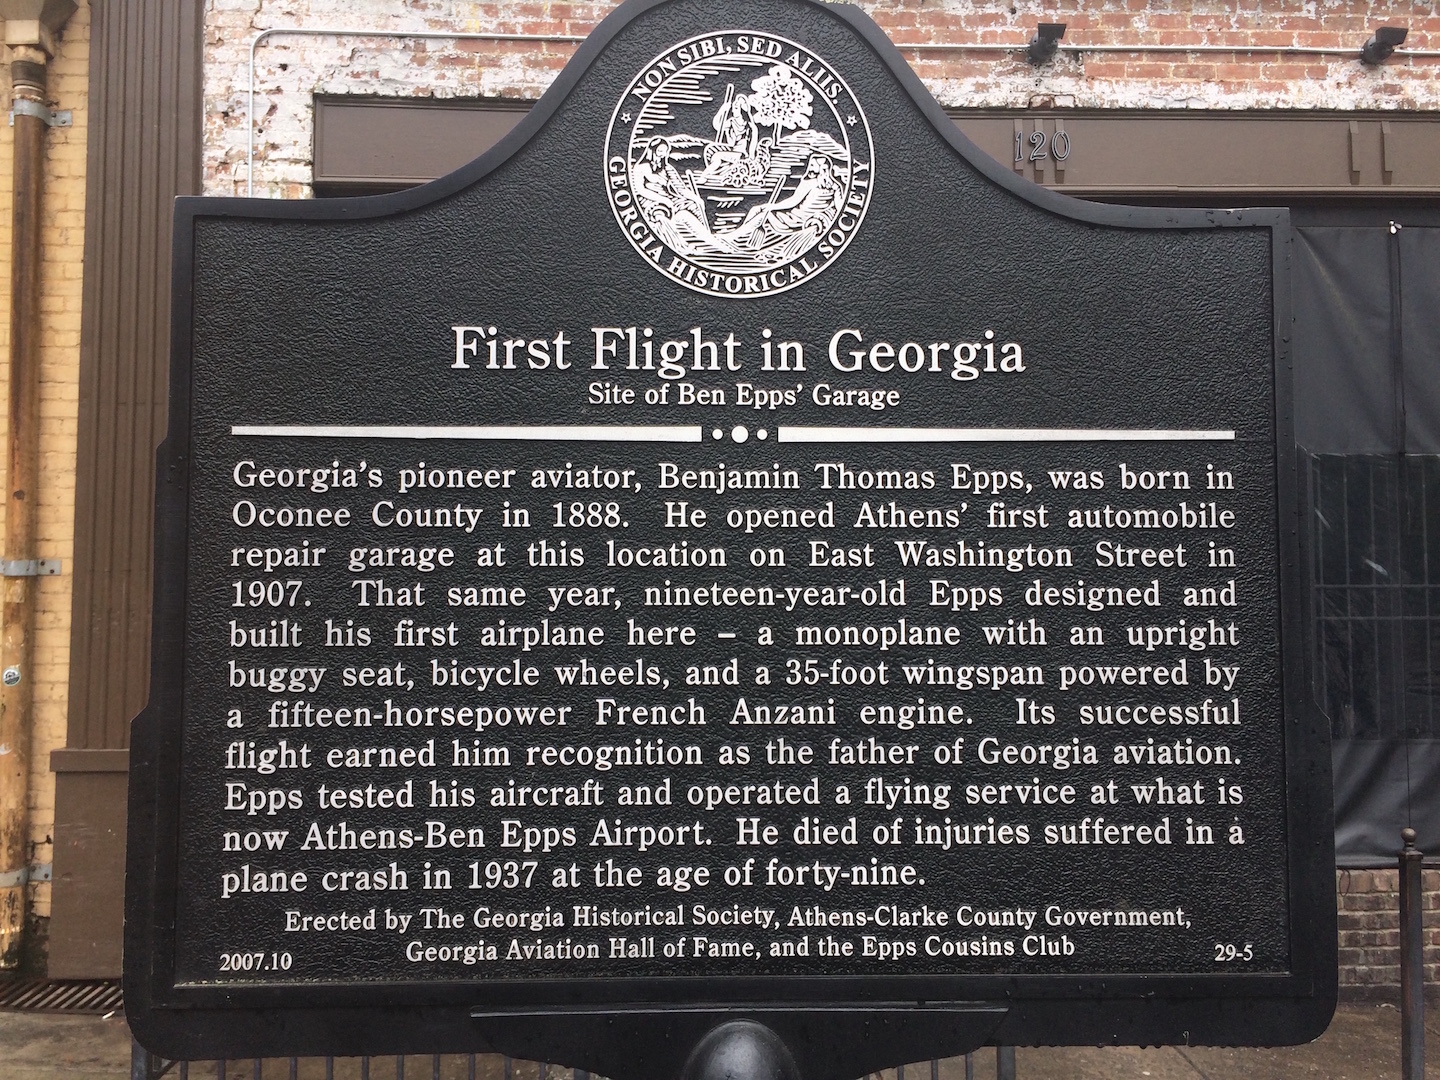 NON SIBI, SED ALIIS.
GEORGIA HISTORICAL SOCIETY
120
First Flight in Georgia
Site of Ben Epps' Garage
Georgia's pioneer aviator, Benjamin Thomas Epps, was born in
Oconee County in 1888. He opened Athens' first automobile
repair garage at this location on East Washington Street in
1907. That same year, nineteen-year-old Epps designed and
built his first airplane here – a monoplane with an upright
buggy seat, bicycle wheels, and a 35-foot wingspan powered by
a fifteen-horsepower French Anzani engine. Its successful
flight earned him recognition as the father of Georgia aviation.
Epps tested his aircraft and operated a flying service at what is
now Athens-Ben Epps Airport. He died of injuries suffered in a
plane crash in 1937 at the age of forty-nine.
Erected by The Georgia Historical Society, Athens-Clarke County Government,
Georgia Aviation Hall of Fame, and the Epps Cousins Club
2007.10
29-5